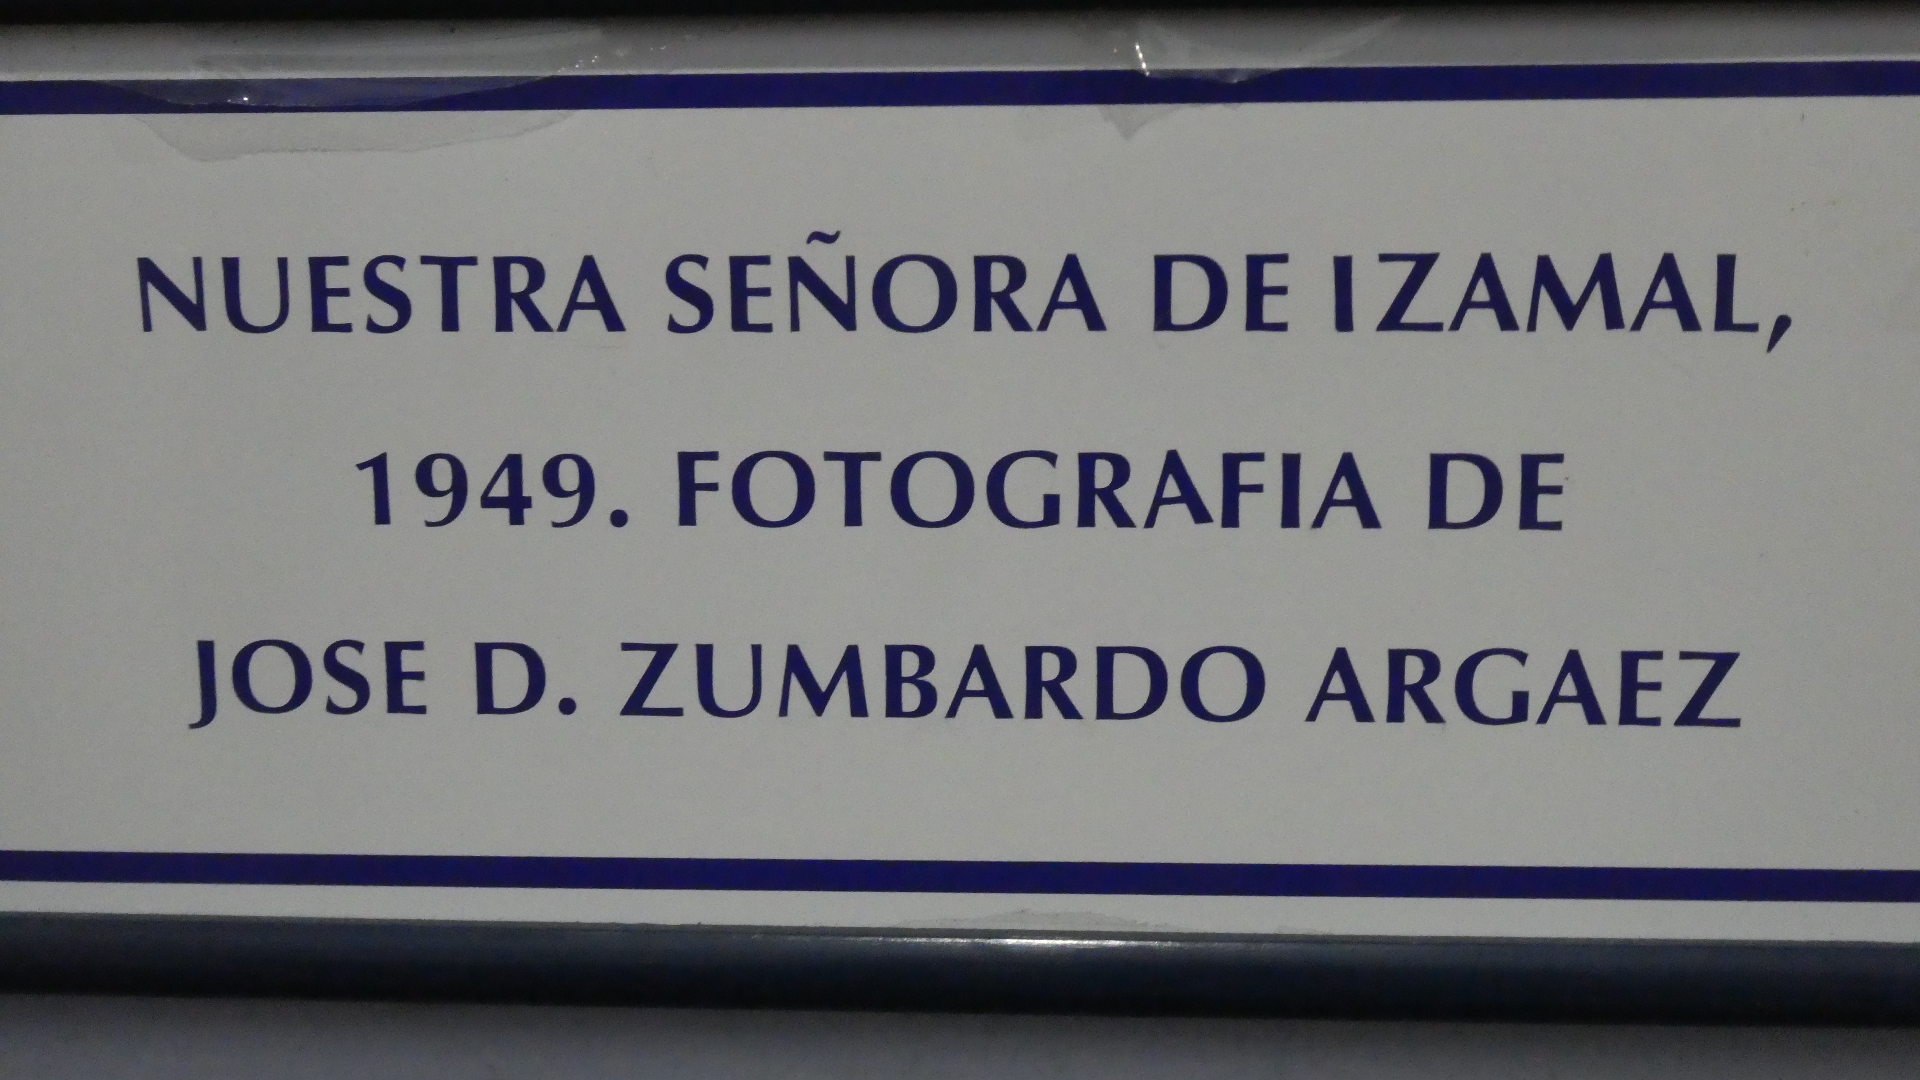 NUESTRA SEÑORA DE IZAMAL,
1949. FOTOGRAFIA DE
JOSE D. ZUMBARDO ARGAEZ